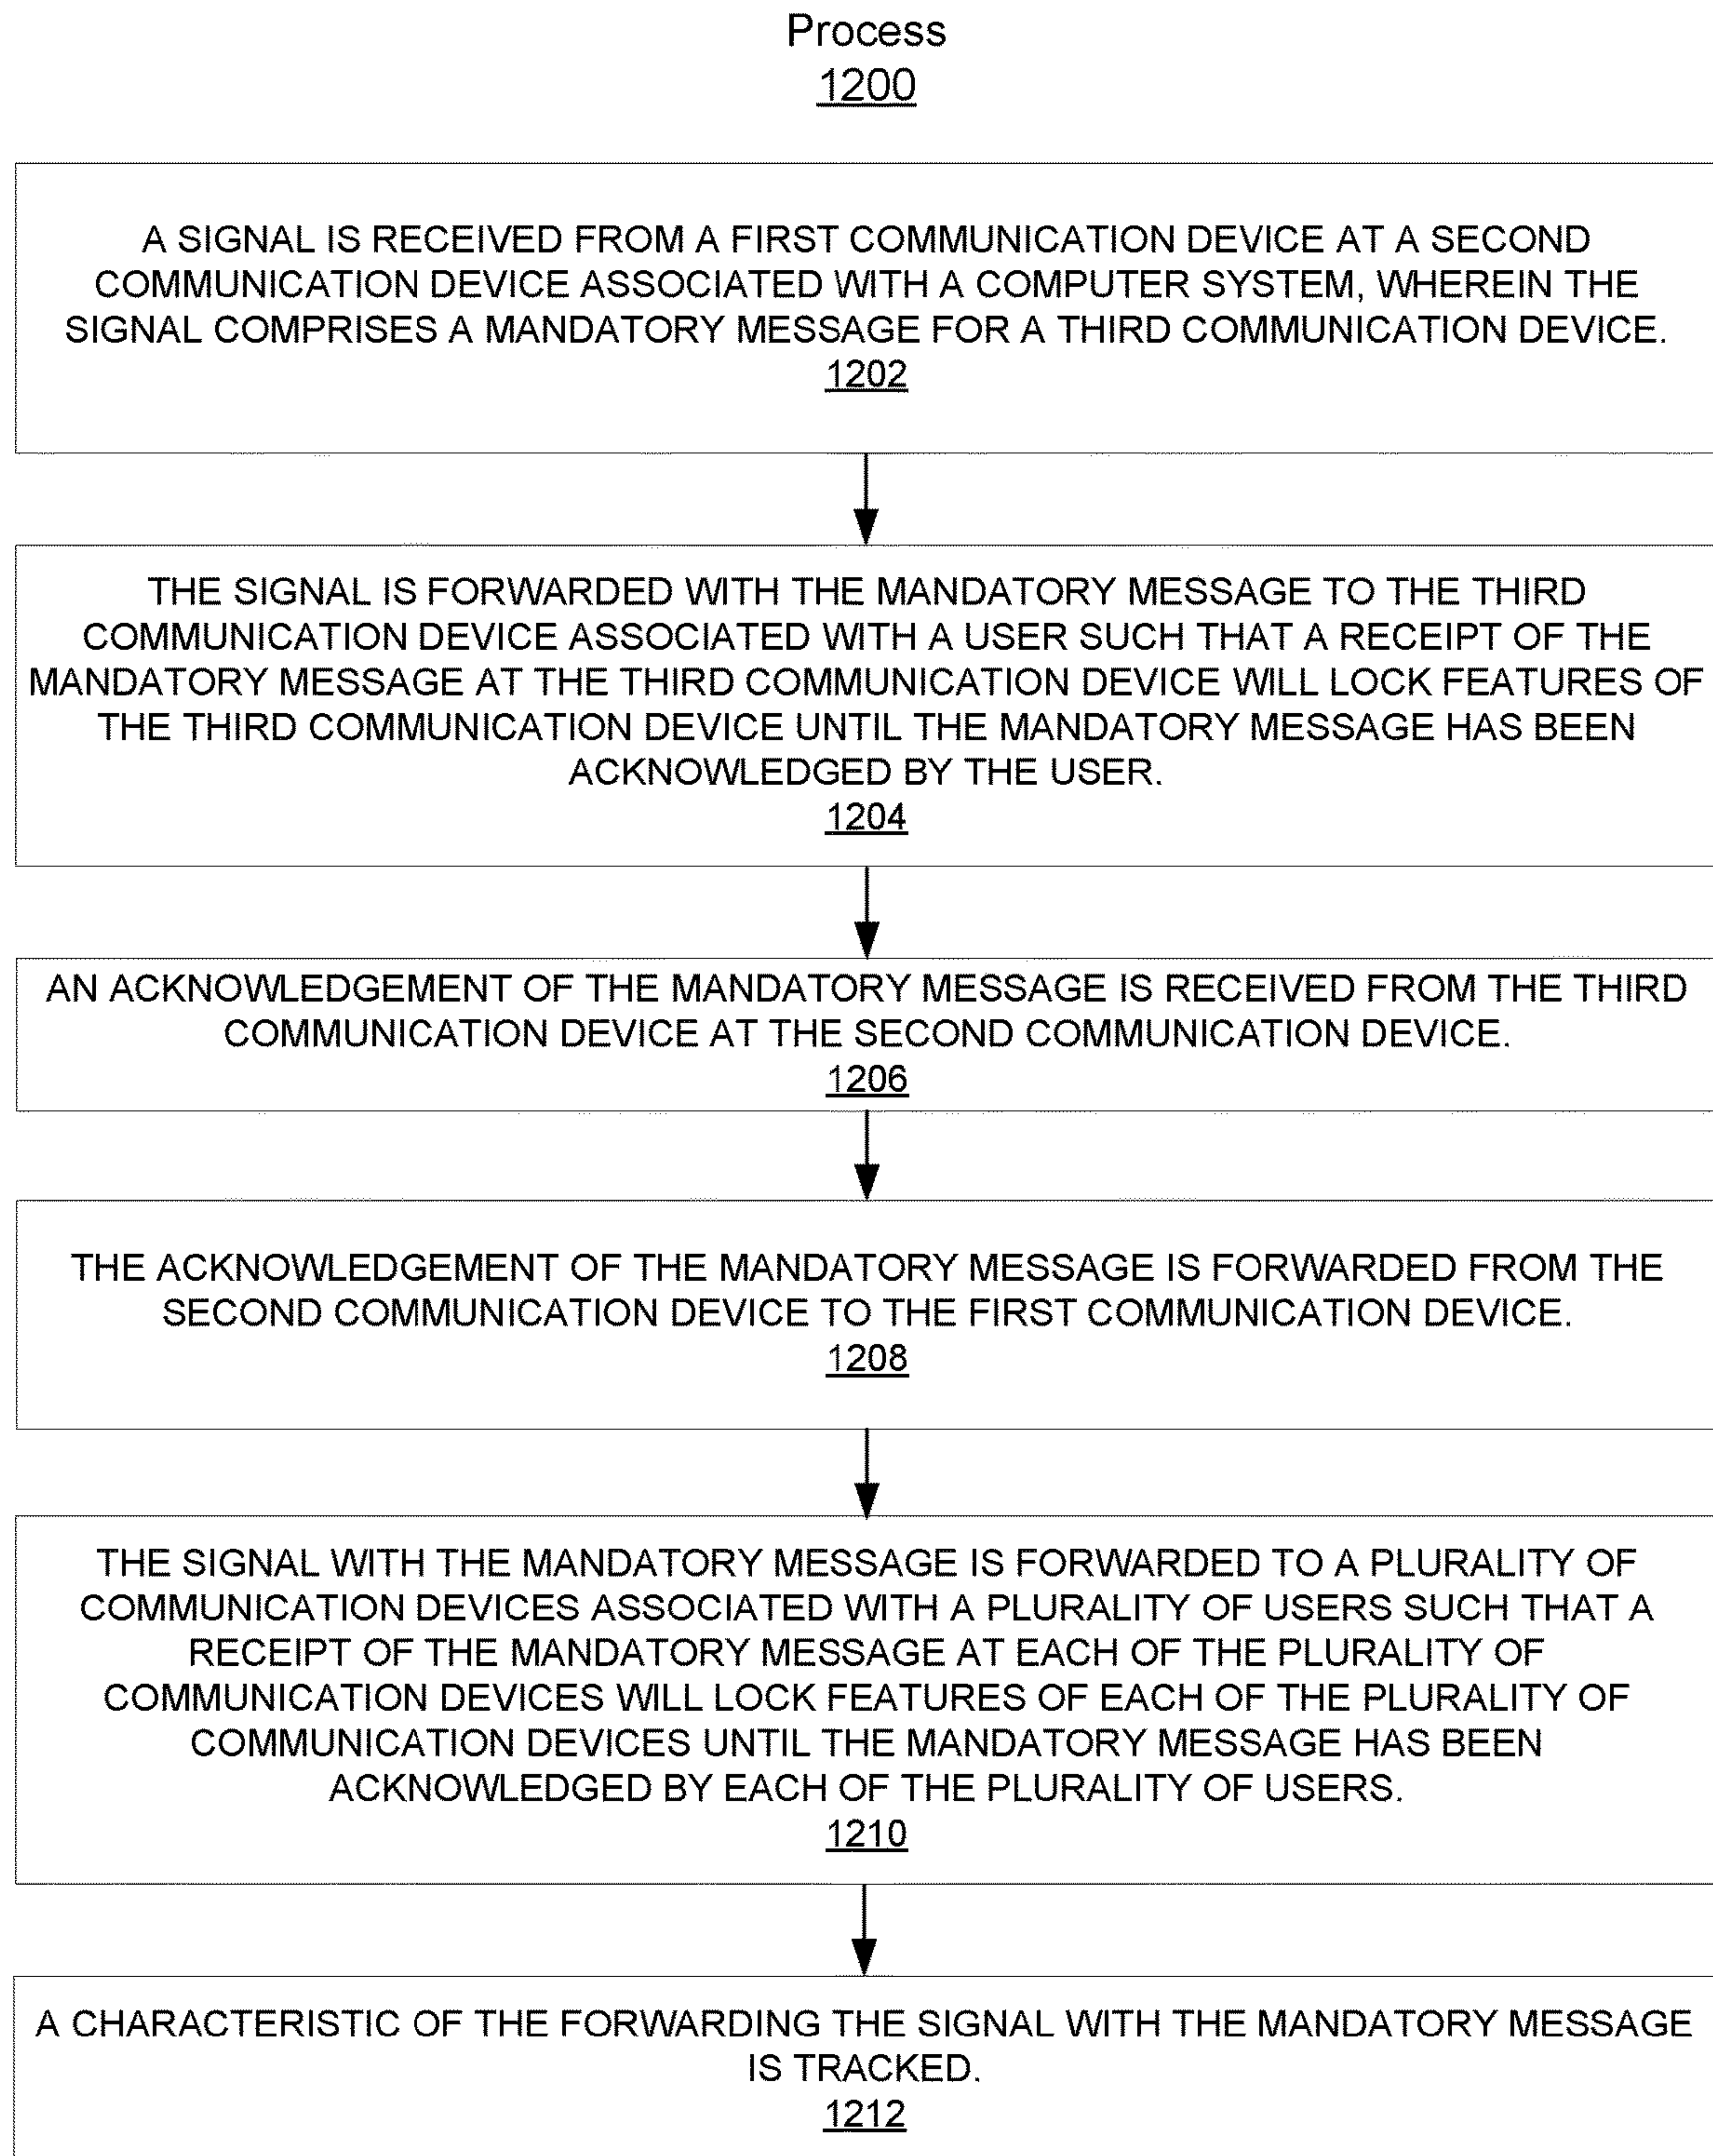 Process
1200
A SIGNAL IS RECEIVED FROM A FIRST COMMUNICATION DEVICE AT A SECOND
COMMUNICATION DEVICE ASSOCIATED WITH A COMPUTER SYSTEM, WHEREIN THE
SIGNAL COMPRISES A MANDATORY MESSAGE FOR A THIRD COMMUNICATION DEVICE.
1202
THE SIGNAL IS FORWARDED WITH THE MANDATORY MESSAGE TO THE THIRD
COMMUNICATION DEVICE ASSOCIATED WITH A USER SUCH THAT A RECEIPT OF THE
MANDATORY MESSAGE AT THE THIRD COMMUNICATION DEVICE WILL LOCK FEATURES OF
THE THIRD COMMUNICATION DEVICE UNTIL THE MANDATORY MESSAGE HAS BEEN
ACKNOWLEDGED BY THE USER.
1204
AN ACKNOWLEDGEMENT OF THE MANDATORY MESSAGE IS RECEIVED FROM THE THIRD
COMMUNICATION DEVICE AT THE SECOND COMMUNICATION DEVICE.
1206
THE ACKNOWLEDGEMENT OF THE MANDATORY MESSAGE IS FORWARDED FROM THE
SECOND COMMUNICATION DEVICE TO THE FIRST COMMUNICATION DEVICE.
1208
THE SIGNAL WITH THE MANDATORY MESSAGE IS FORWARDED TO A PLURALITY OF
COMMUNICATION DEVICES ASSOCIATED WITH A PLURALITY OF USERS SUCH THAT A
RECEIPT OF THE MANDATORY MESSAGE AT EACH OF THE PLURALITY OF
COMMUNICATION DEVICES WILL LOCK FEATURES OF EACH OF THE PLURALITY OF
COMMUNICATION DEVICES UNTIL THE MANDATORY MESSAGE HAS BEEN
ACKNOWLEDGED BY EACH OF THE PLURALITY OF USERS.
1210
A CHARACTERISTIC OF THE FORWARDING THE SIGNAL WITH THE MANDATORY MESSAGE
IS TRACKED.
1212